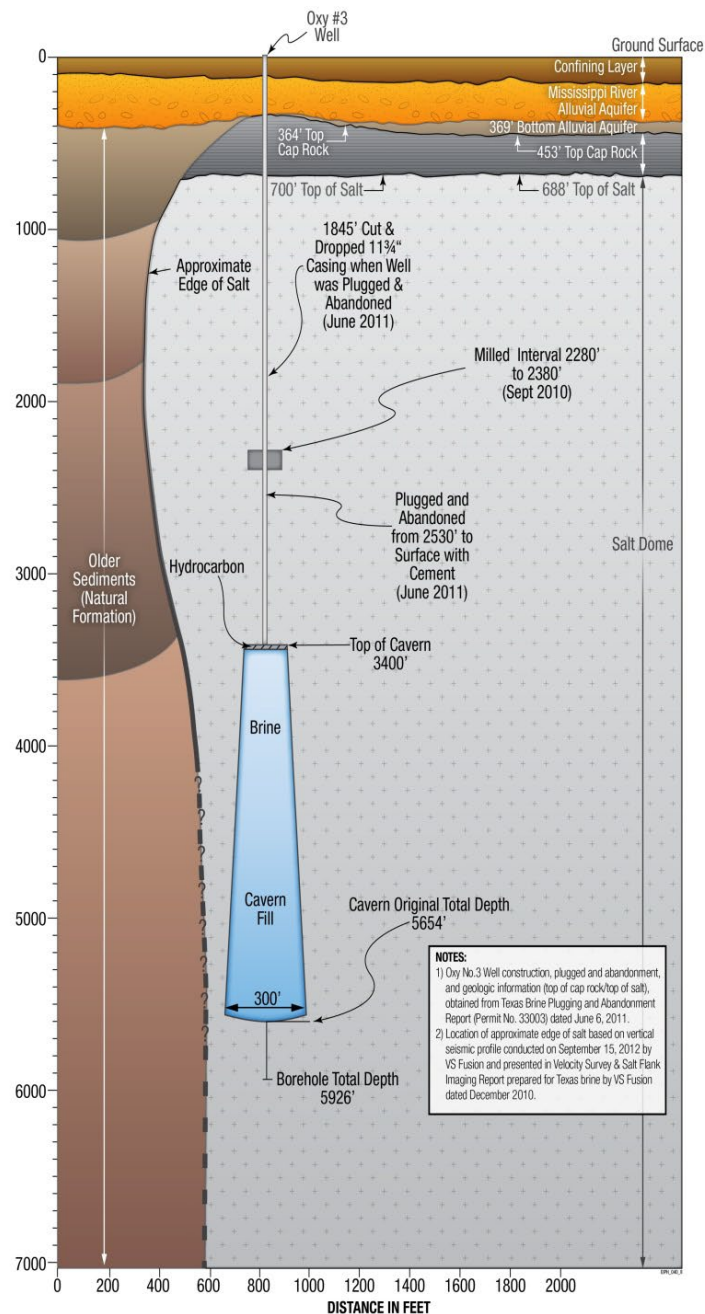 Oxy #3
Well
Ground Surface
Confining Layer
Mississippi River
Alluvial Aquifer
369' Bottom Alluvial Aquifer
364' Top
Cap Rock
453' Top Cap Rock
700' Top of Salt
688' Top of Salt
1845' Cut &
Dropped 11¾“
Casing when Well
was Plugged &
Abandoned
(June 2011)
Approximate
Edge of Salt
Milled Interval 2280'
to 2380'
(Sept 2010)
Plugged and
Abandoned
from 2530' to
Surface with
Cement
(June 2011)
Salt Dome
Older
Sediments
(Natural
Formation)
Hydrocarbon
Top of Cavern
3400'
Brine
Cavern
Fill
300'
Cavern Original Total Depth
5654'
Borehole Total Depth
5926'
? ? ? ? ? ? ? ?
NOTES:
1) Oxy No.3 Well construction, plugged and abandonment,
and geologic information (top of cap rock/top of salt),
obtained from Texas Brine Plugging and Abandonment
Report (Permit No. 33003) dated June 6, 2011.
2) Location of approximate edge of salt based on vertical
seismic profile conducted on September 15, 2012 by
VS Fusion and presented in Velocity Survey & Salt Flank
Imaging Report prepared for Texas brine by VS Fusion
dated December 2010.
0
1000
2000
3000
4000
5000
6000
7000
0 200 400 600 800 1000 1200 1400 1600 1800 2000
DISTANCE IN FEET